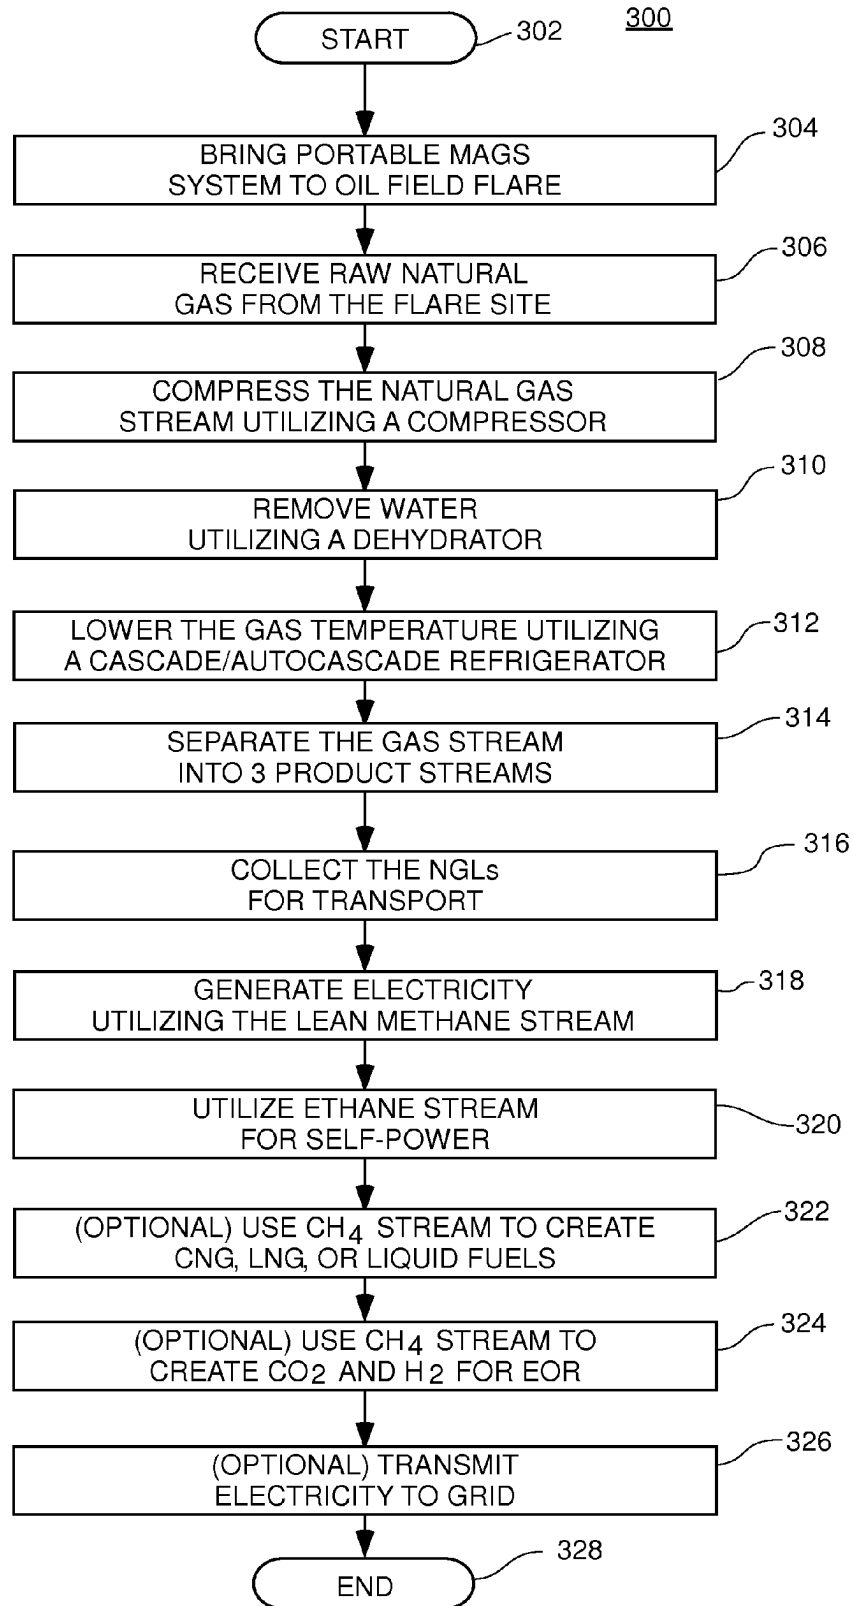 300
START
302
BRING PORTABLE MAGS
SYSTEM TO OIL FIELD FLARE
304
RECEIVE RAW NATURAL
GAS FROM THE FLARE SITE
306
COMPRESS THE NATURAL GAS
STREAM UTILIZING A COMPRESSOR
308
REMOVE WATER
UTILIZING A DEHYDRATOR
310
LOWER THE GAS TEMPERATURE UTILIZING
A CASCADE/AUTOCASCADE REFRIGERATOR
312
SEPARATE THE GAS STREAM
INTO 3 PRODUCT STREAMS
314
COLLECT THE NGLs
FOR TRANSPORT
316
GENERATE ELECTRICITY
UTILIZING THE LEAN METHANE STREAM
318
UTILIZE ETHANE STREAM
FOR SELF-POWER
320
(OPTIONAL) USE CH4 STREAM TO CREATE
CNG, LNG, OR LIQUID FUELS
322
(OPTIONAL) USE CH4 STREAM TO
CREATE CO2 AND H2 FOR EOR
324
(OPTIONAL) TRANSMIT
ELECTRICITY TO GRID
326
END
328